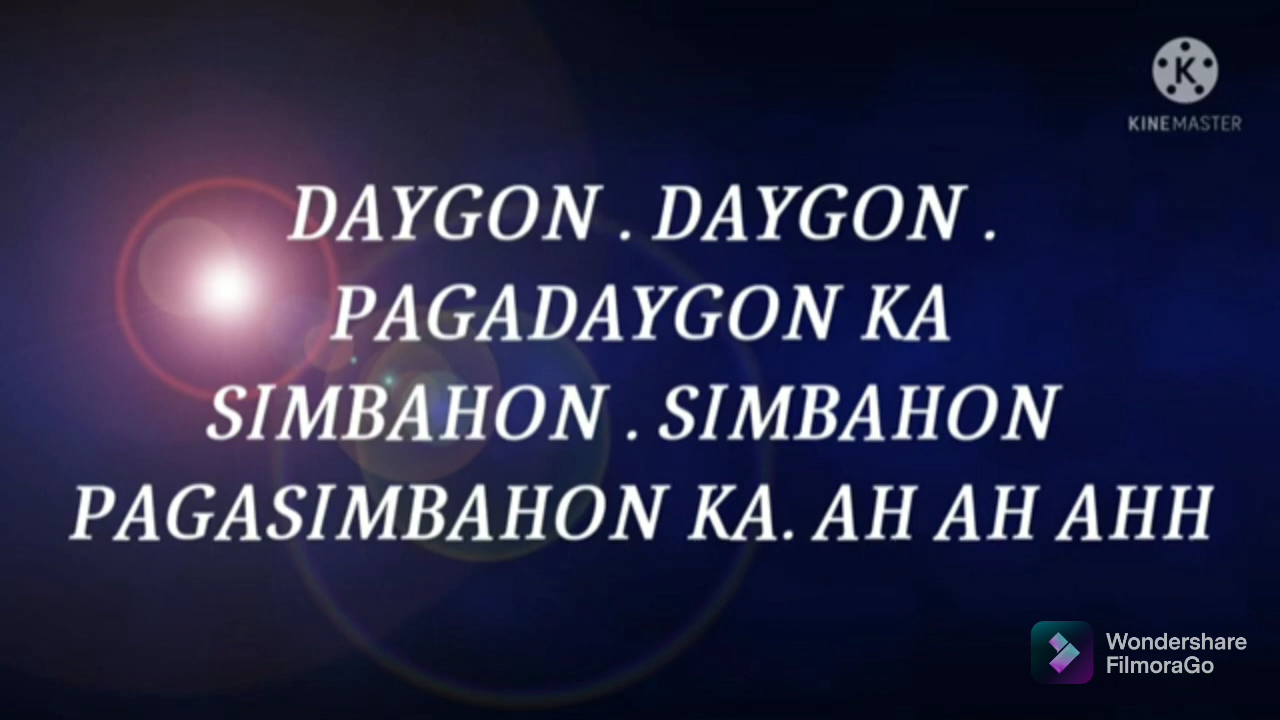 KINEMASTER
DAYGON . DAYGON .
PAGADAYGON KA
SIMBAHON . SIMBAHON
PAGASIMBAHON KA. AH AH AHH
Wondershare
FilmoraGo